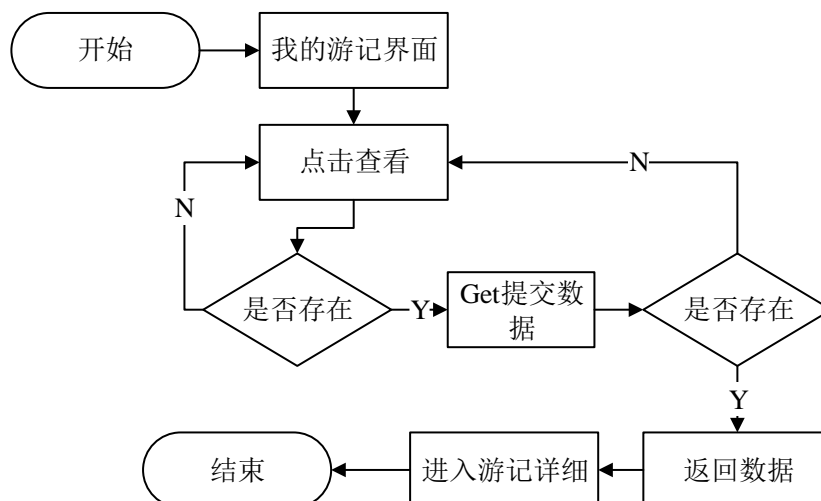 开始
我的游记界面
点击查看
N
N
是否存在
Y
Get提交数
据
是否存在
Y
结束
进入游记详细
返回数据